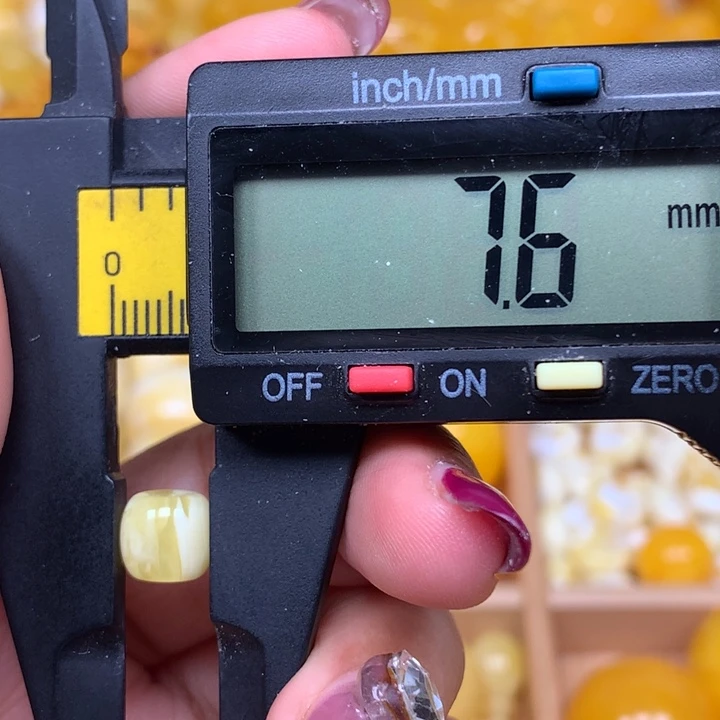 inch/mm
7.6 mm
0
OFF ON ZERO